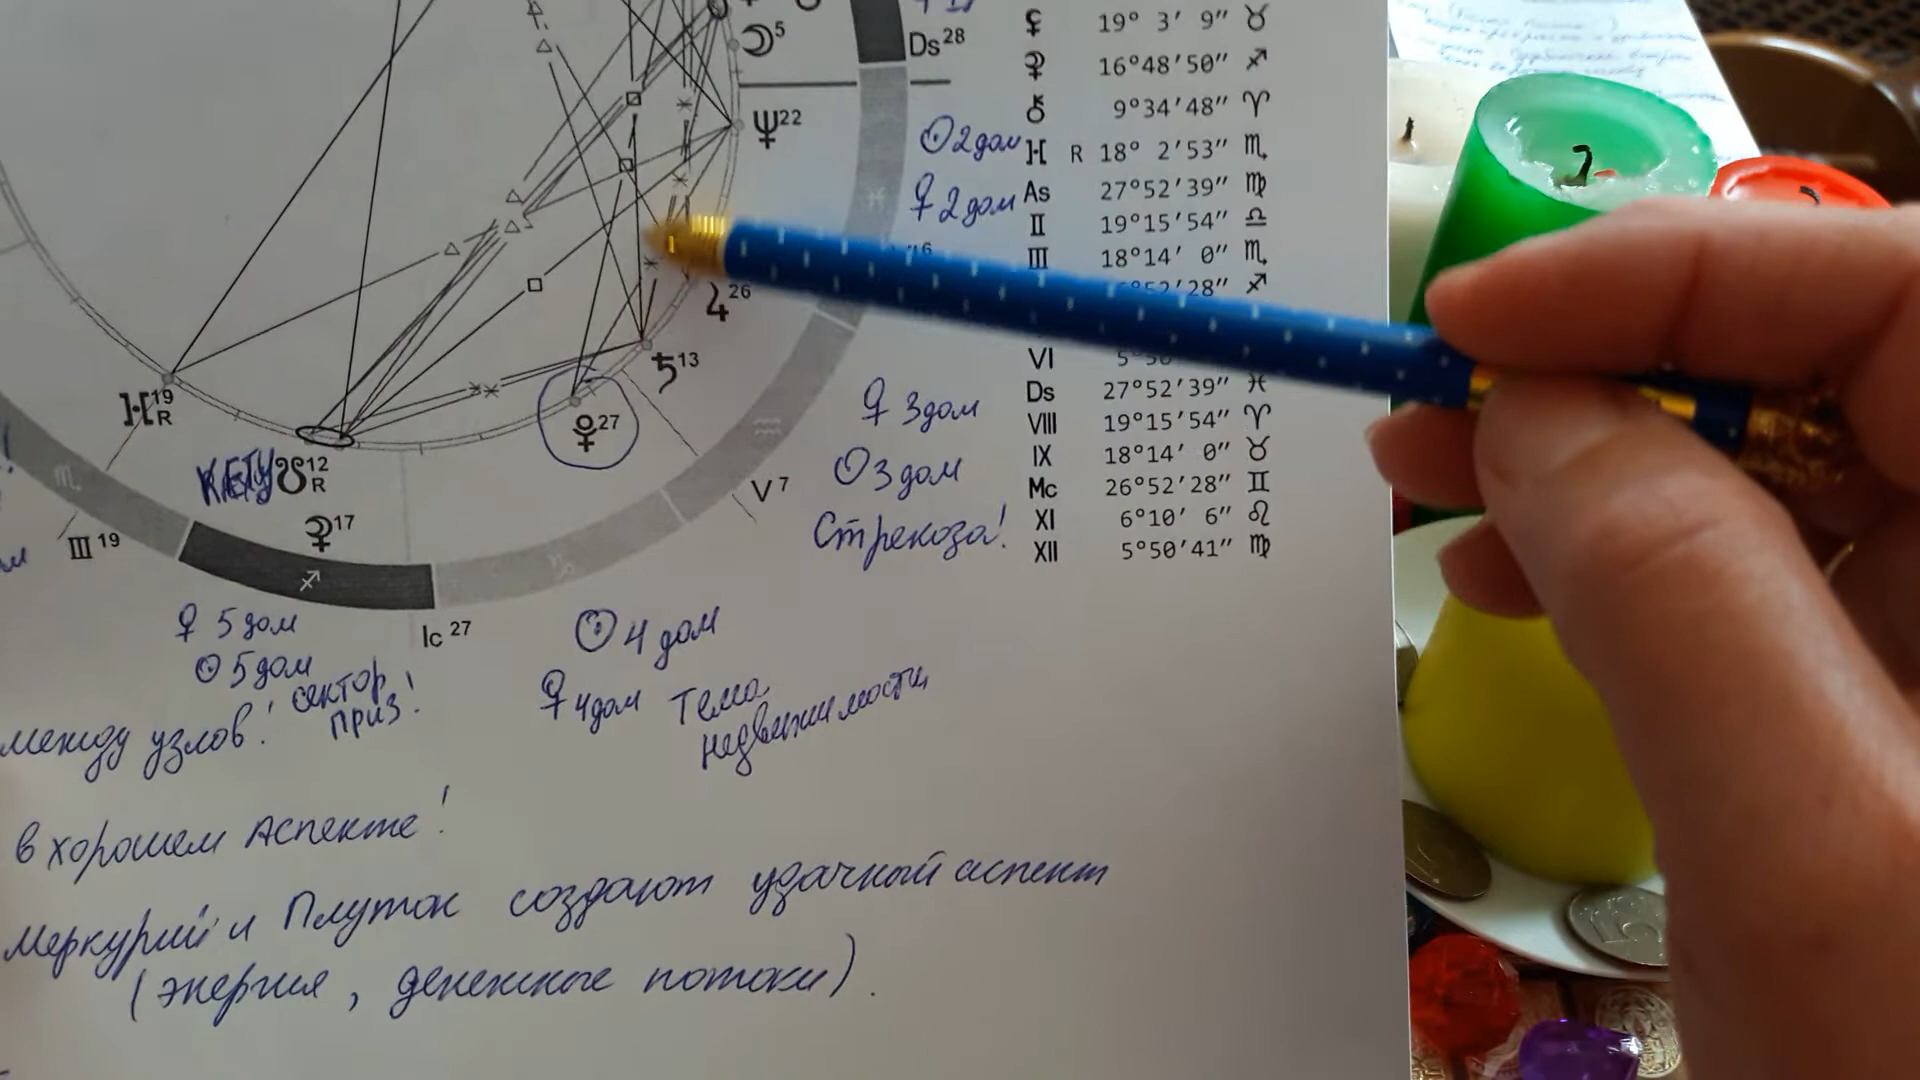 5
Ds 28
22
26
13
27
19
R
12
R
17
КЕТУ
III 19
V 7
Ic 27
19° 3' 9" ♉
16°48'50" ♐
9°34'48" ♈
R 18° 2'53" ♏
As 27°52'39" ♍
II 19°15'54" ♎
III 18°14' 0" ♏
52'28" ♐
VI 5°50'
Ds 27°52'39" ♓
VIII 19°15'54" ♈
IX 18°14' 0" ♉
Mc 26°52'28" ♊
XI 6°10' 6" ♌
XII 5°50'41" ♍
☉ 2 дом
♀ 2 дом
♀ 3 дом
☉ 3 дом
Стрекоза!
♀ 5 дом
☉ 5 дом
сектор
приз!
☉ 4 дом
♀ 4 дом Тема
недвижимости
между узлов!
в хорошем аспекте!
Меркурий и Плутон создают удачный аспект
(энергия, денежные потоки).